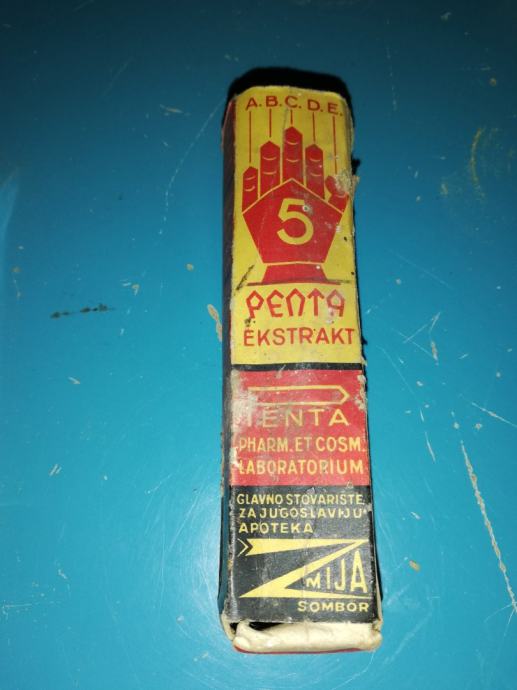 A.B.C.D.E.
5
PENTA
EKSTRAKT
PENTA
PHARM. ET COSM.
LABORATORIUM
GLAVNO STOVARIŠTE
ZA JUGOSLAVIJU
APOTEKA
ZMIJA
SOMBOR